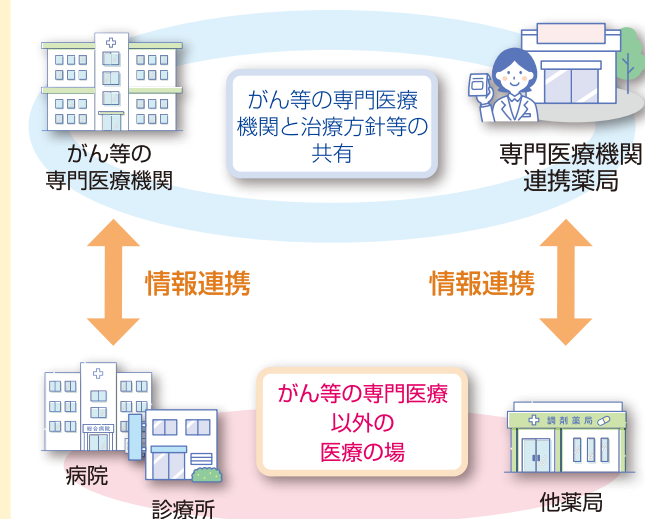 がん等の専門医療
機関と治療方針等の
共有
がん等の
専門医療機関
専門医療機関
連携薬局
情報連携
情報連携
がん等の専門医療
以外の
医療の場
総合病院
病院
診療所
調剤薬局
他薬局